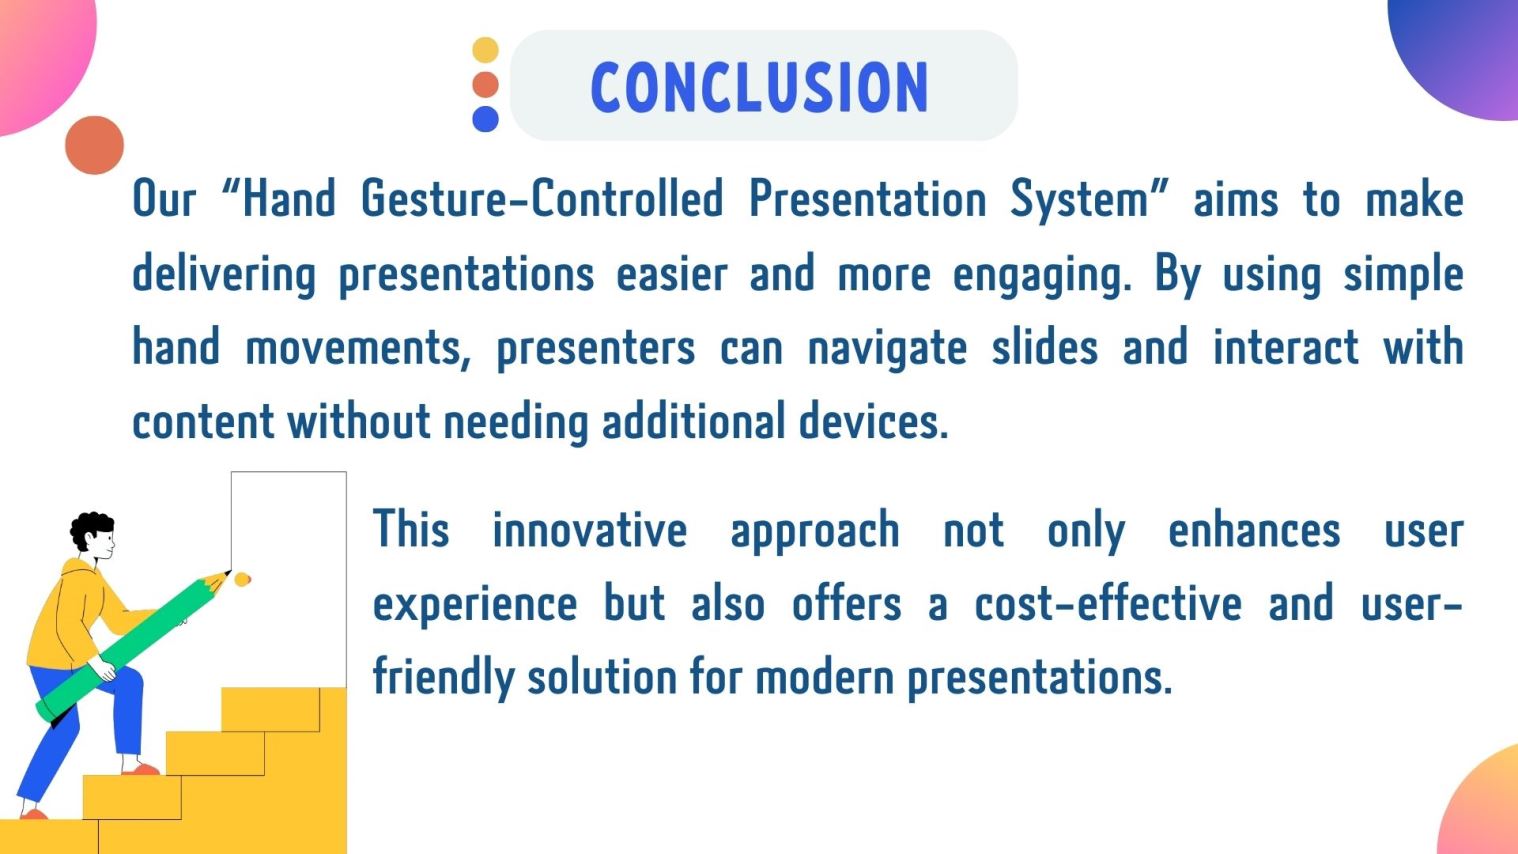 CONCLUSION
Our “Hand Gesture-Controlled Presentation System” aims to make
delivering presentations easier and more engaging. By using simple
hand movements, presenters can navigate slides and interact with
content without needing additional devices.
This innovative approach not only enhances user
experience but also offers a cost-effective and user-
friendly solution for modern presentations.